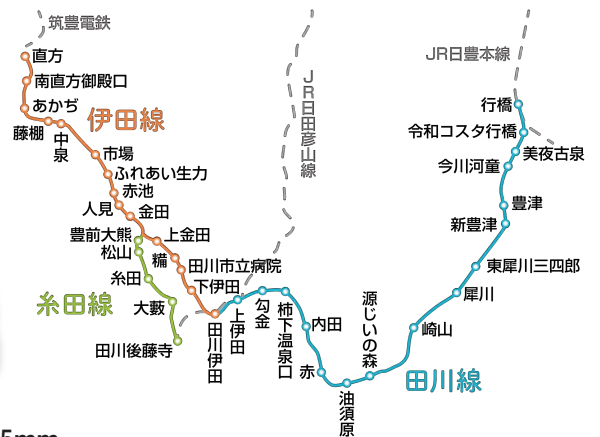 筑豊電鉄
直方
南直方御殿口
あかぢ
藤棚
中泉
伊田線
市場
ふれあい生力
赤池
人見
金田
豊前大熊
松山
上金田
糒
糸田
田川市立病院
下伊田
大藪
糸田線
田川後藤寺
田川伊田
上伊田
勾金
柿下温泉口
内田
赤
油須原
源じいの森
崎山
田川線
犀川
東犀川三四郎
新豊津
豊津
今川河童
美夜古泉
令和コスタ行橋
行橋
JR日豊本線
JR日田彦山線
5mm